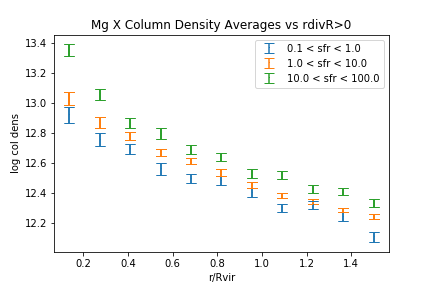 Mg X Column Density Averages vs rdivR>0
0.1 < sfr < 1.0
1.0 < sfr < 10.0
10.0 < sfr < 100.0
log col dens
13.4
13.2
13.0
12.8
12.6
12.4
12.2
0.2
0.4
0.6
0.8
1.0
1.2
1.4
r/Rvir